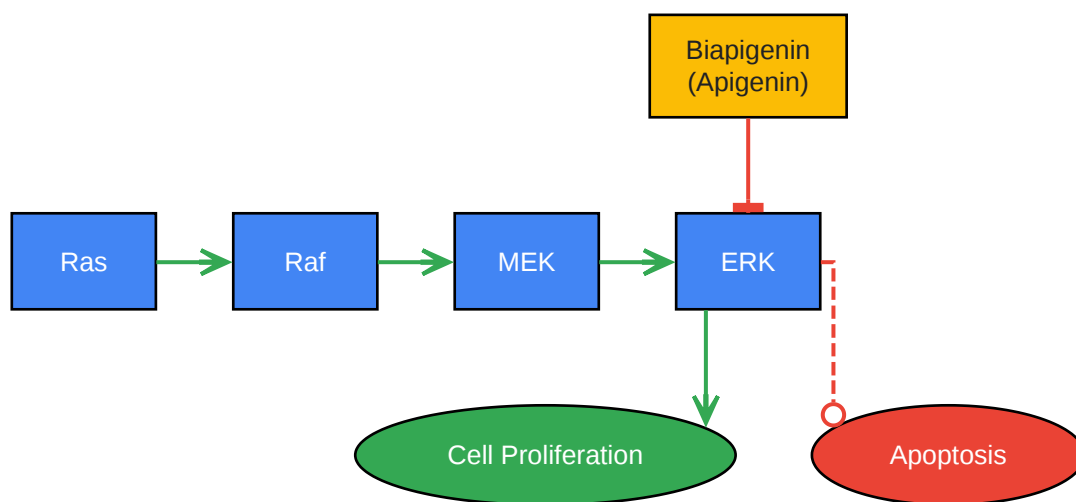 Biapigenin
(Apigenin)
Ras
Raf
MEK
ERK
Cell Proliferation
Apoptosis